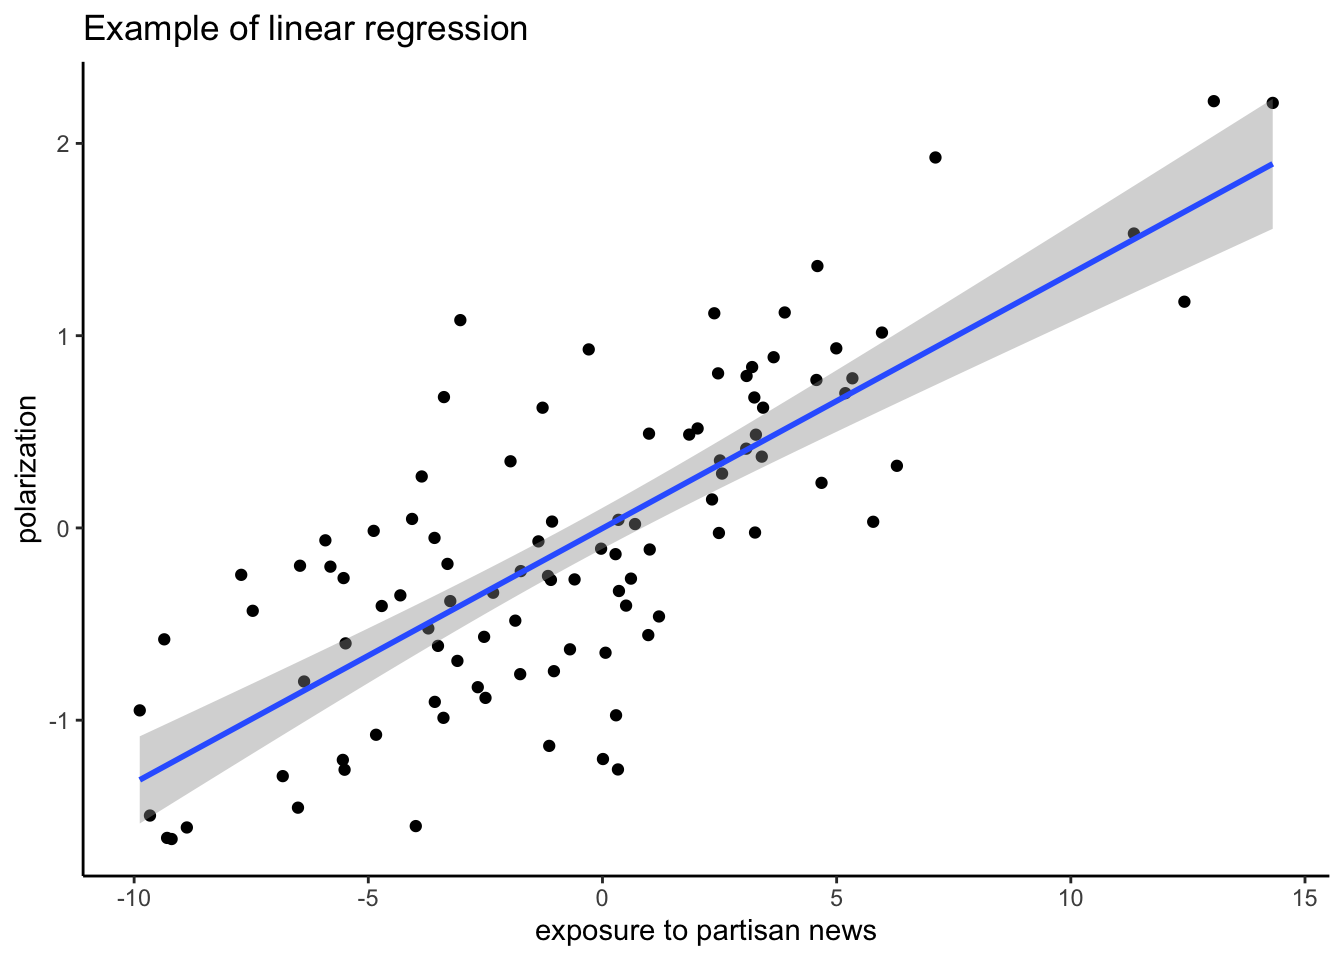 Example of linear regression
2
1
0
-1
polarization
-10 -5 0 5 10 15
exposure to partisan news